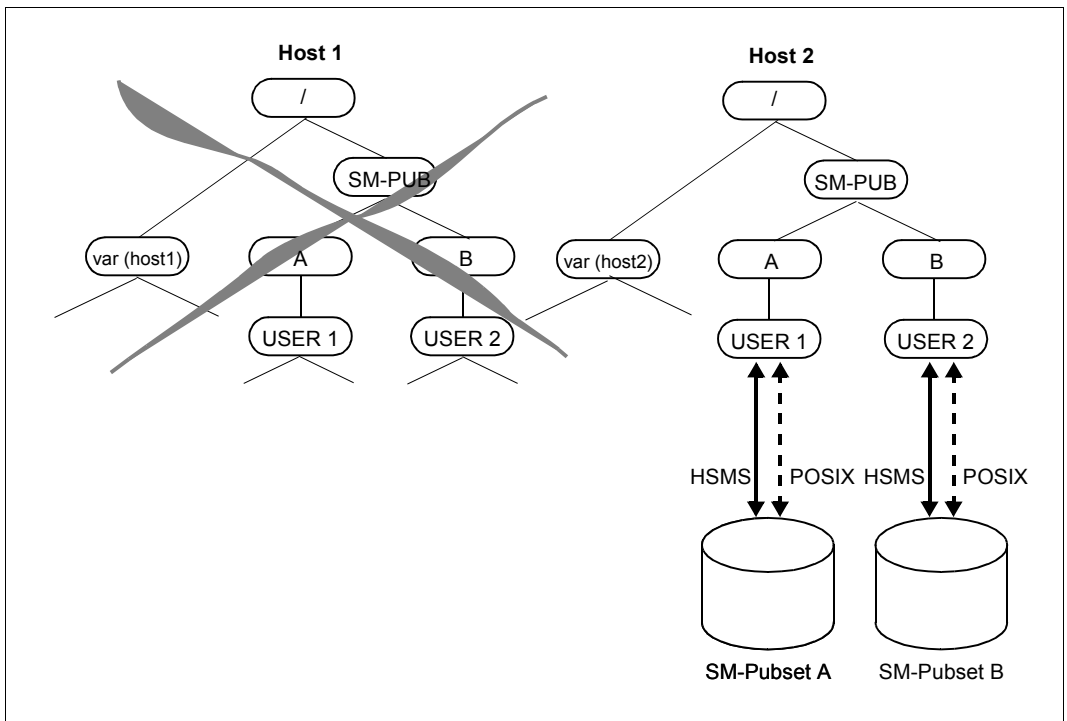 Host 1
Host 2
/
/
SM-PUB
SM-PUB
var (host1)
A
B
var (host2)
A
B
USER 1
USER 2
USER 1
USER 2
HSMS
POSIX
HSMS
POSIX
SM-Pubset A
SM-Pubset B